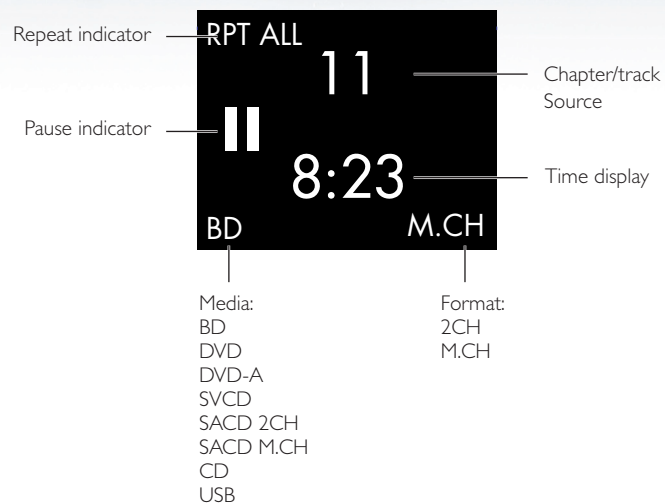 Repeat indicator
RPT ALL
11
Chapter/track
Source
Pause indicator
8:23
Time display
BD
M.CH
Media:
BD
DVD
DVD-A
SVCD
SACD 2CH
SACD M.CH
CD
USB
Format:
2CH
M.CH